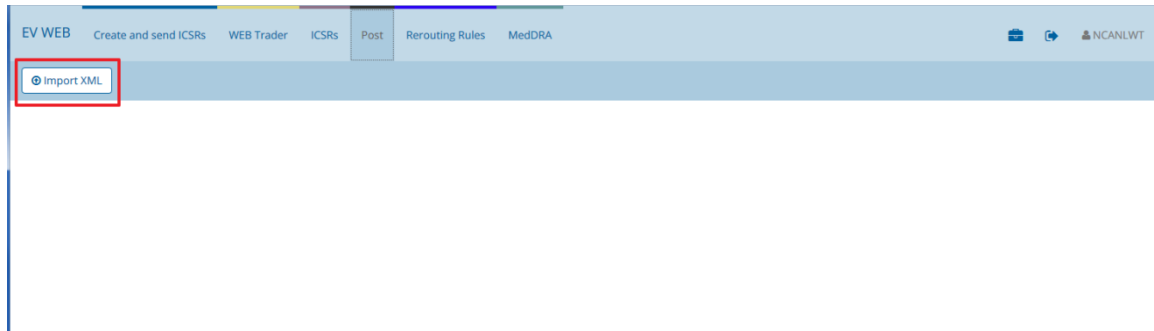 EV WEB Create and send ICSRs WEB Trader ICSRs Post Rerouting Rules MedDRA NCANLWT
Import XML